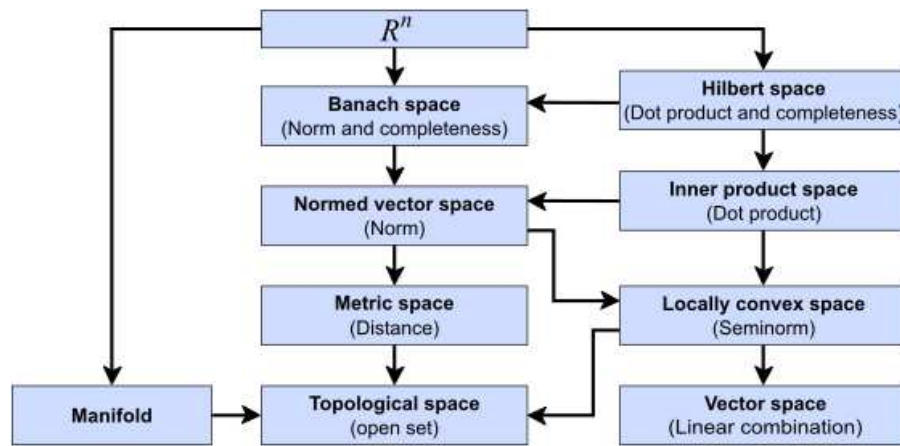 Rⁿ
Banach space
(Norm and completeness)
Hilbert space
(Dot product and completeness)
Normed vector space
(Norm)
Inner product space
(Dot product)
Metric space
(Distance)
Locally convex space
(Seminorm)
Manifold
Topological space
(open set)
Vector space
(Linear combination)